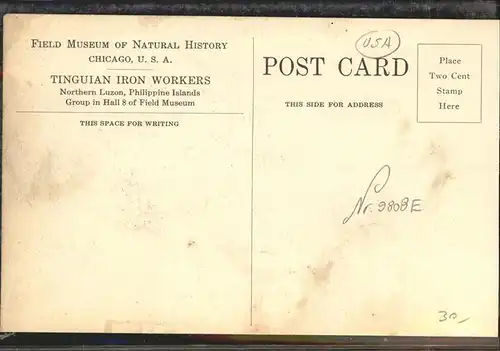 FIELD MUSEUM OF NATURAL HISTORY
CHICAGO, U. S. A.
TINGUIAN IRON WORKERS
Northern Luzon, Philippine Islands
Group in Hall 8 of Field Museum
THIS SPACE FOR WRITING
USA
POST CARD
THIS SIDE FOR ADDRESS
Place
Two Cent
Stamp
Here
Nr. 9808E
30,-